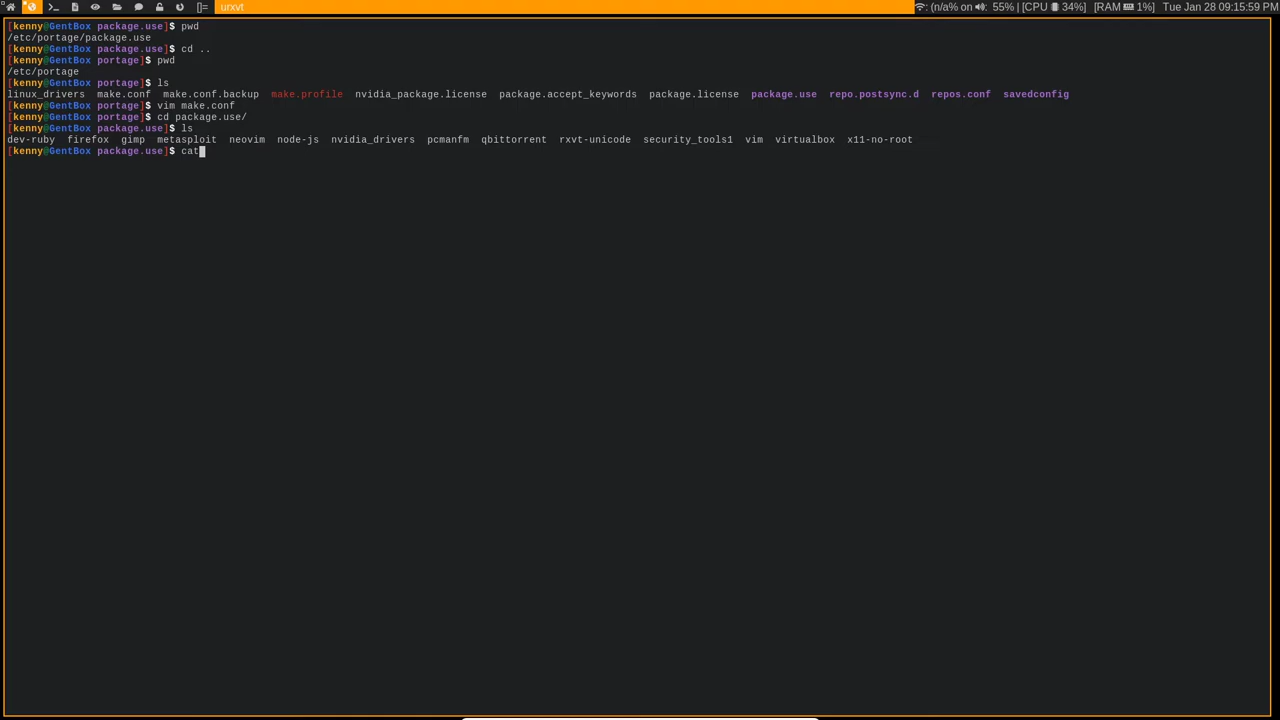 []= urxvt : (n/a% on : 55% | [CPU 34%] [RAM 1%] Tue Jan 28 09:15:59 PM
[kenny@GentBox package.use]$ pwd
/etc/portage/package.use
[kenny@GentBox package.use]$ cd ..
[kenny@GentBox portage]$ pwd
/etc/portage
[kenny@GentBox portage]$ ls
linux_drivers make.conf make.conf.backup make.profile nvidia_package.license package.accept_keywords package.license package.use repo.postsync.d repos.conf savedconfig
[kenny@GentBox portage]$ vim make.conf
[kenny@GentBox portage]$ cd package.use/
[kenny@GentBox package.use]$ ls
dev-ruby firefox gimp metasploit neovim node-js nvidia_drivers pcmanfm qbittorrent rxvt-unicode security_tools1 vim virtualbox x11-no-root
[kenny@GentBox package.use]$ cat